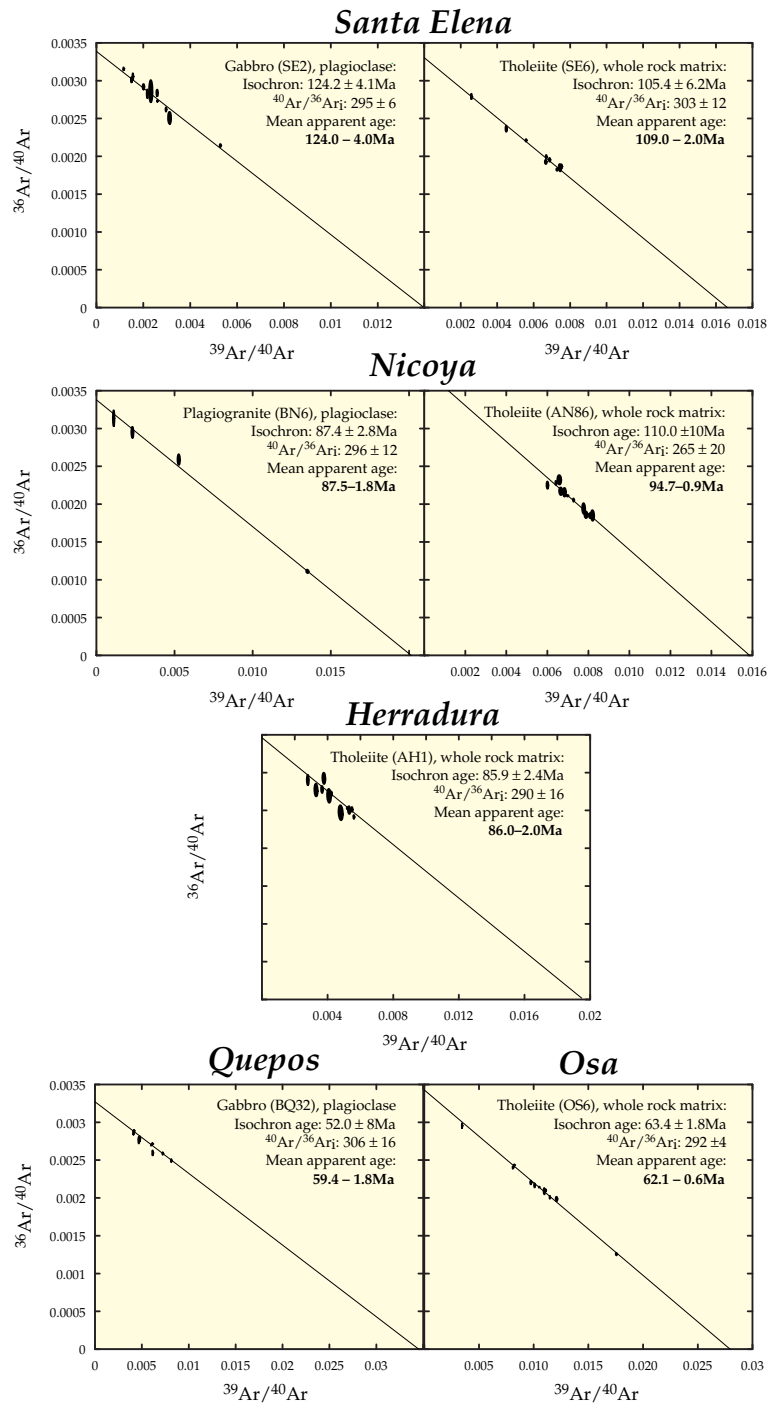 Santa Elena
0.0035
0.0030
0.0025
0.0020
0.0015
0.0010
0.0005
0
36Ar/40Ar
Gabbro (SE2), plagioclase:
Isochron: 124.2 ± 4.1Ma
40Ar/36Ari: 295 ± 6
Mean apparent age:
124.0 – 4.0Ma
0 0.002 0.004 0.006 0.008 0.010 0.012
39Ar/40Ar
Tholeiite (SE6), whole rock matrix:
Isochron: 105.4 ± 6.2Ma
40Ar/36Ari: 303 ± 12
Mean apparent age:
109.0 – 2.0Ma
0.002 0.004 0.006 0.008 0.010 0.012 0.014 0.016 0.018
39Ar/40Ar
Nicoya
0.0035
0.0030
0.0025
0.0020
0.0015
0.0010
0.0005
0
36Ar/40Ar
Plagiogranite (BN6), plagioclase:
Isochron: 87.4 ± 2.8Ma
40Ar/36Ari: 296 ± 12
Mean apparent age:
87.5–1.8Ma
0 0.005 0.010 0.015
39Ar/40Ar
Tholeiite (AN86), whole rock matrix:
Isochron age: 110.0 ±10Ma
40Ar/36Ari: 265 ± 20
Mean apparent age:
94.7–0.9Ma
0.002 0.004 0.006 0.008 0.010 0.012 0.014 0.016
39Ar/40Ar
Herradura
36Ar/40Ar
Tholeiite (AH1), whole rock matrix:
Isochron age: 85.9 ± 2.4Ma
40Ar/36Ari: 290 ± 16
Mean apparent age:
86.0–2.0Ma
0.004 0.008 0.012 0.016 0.02
39Ar/40Ar
Quepos
0.0035
0.003
0.0025
0.002
0.0015
0.001
0.0005
0
36Ar/40Ar
Gabbro (BQ32), plagioclase
Isochron age: 52.0 ± 8Ma
40Ar/36Ari: 306 ± 16
Mean apparent age:
59.4 – 1.8Ma
0 0.005 0.01 0.015 0.02 0.025 0.03
39Ar/40Ar
Osa
Tholeiite (OS6), whole rock matrix:
Isochron age: 63.4 ± 1.8Ma
40Ar/36Ari: 292 ±4
Mean apparent age:
62.1 – 0.6Ma
0.005 0.010 0.015 0.020 0.025 0.03
39Ar/40Ar